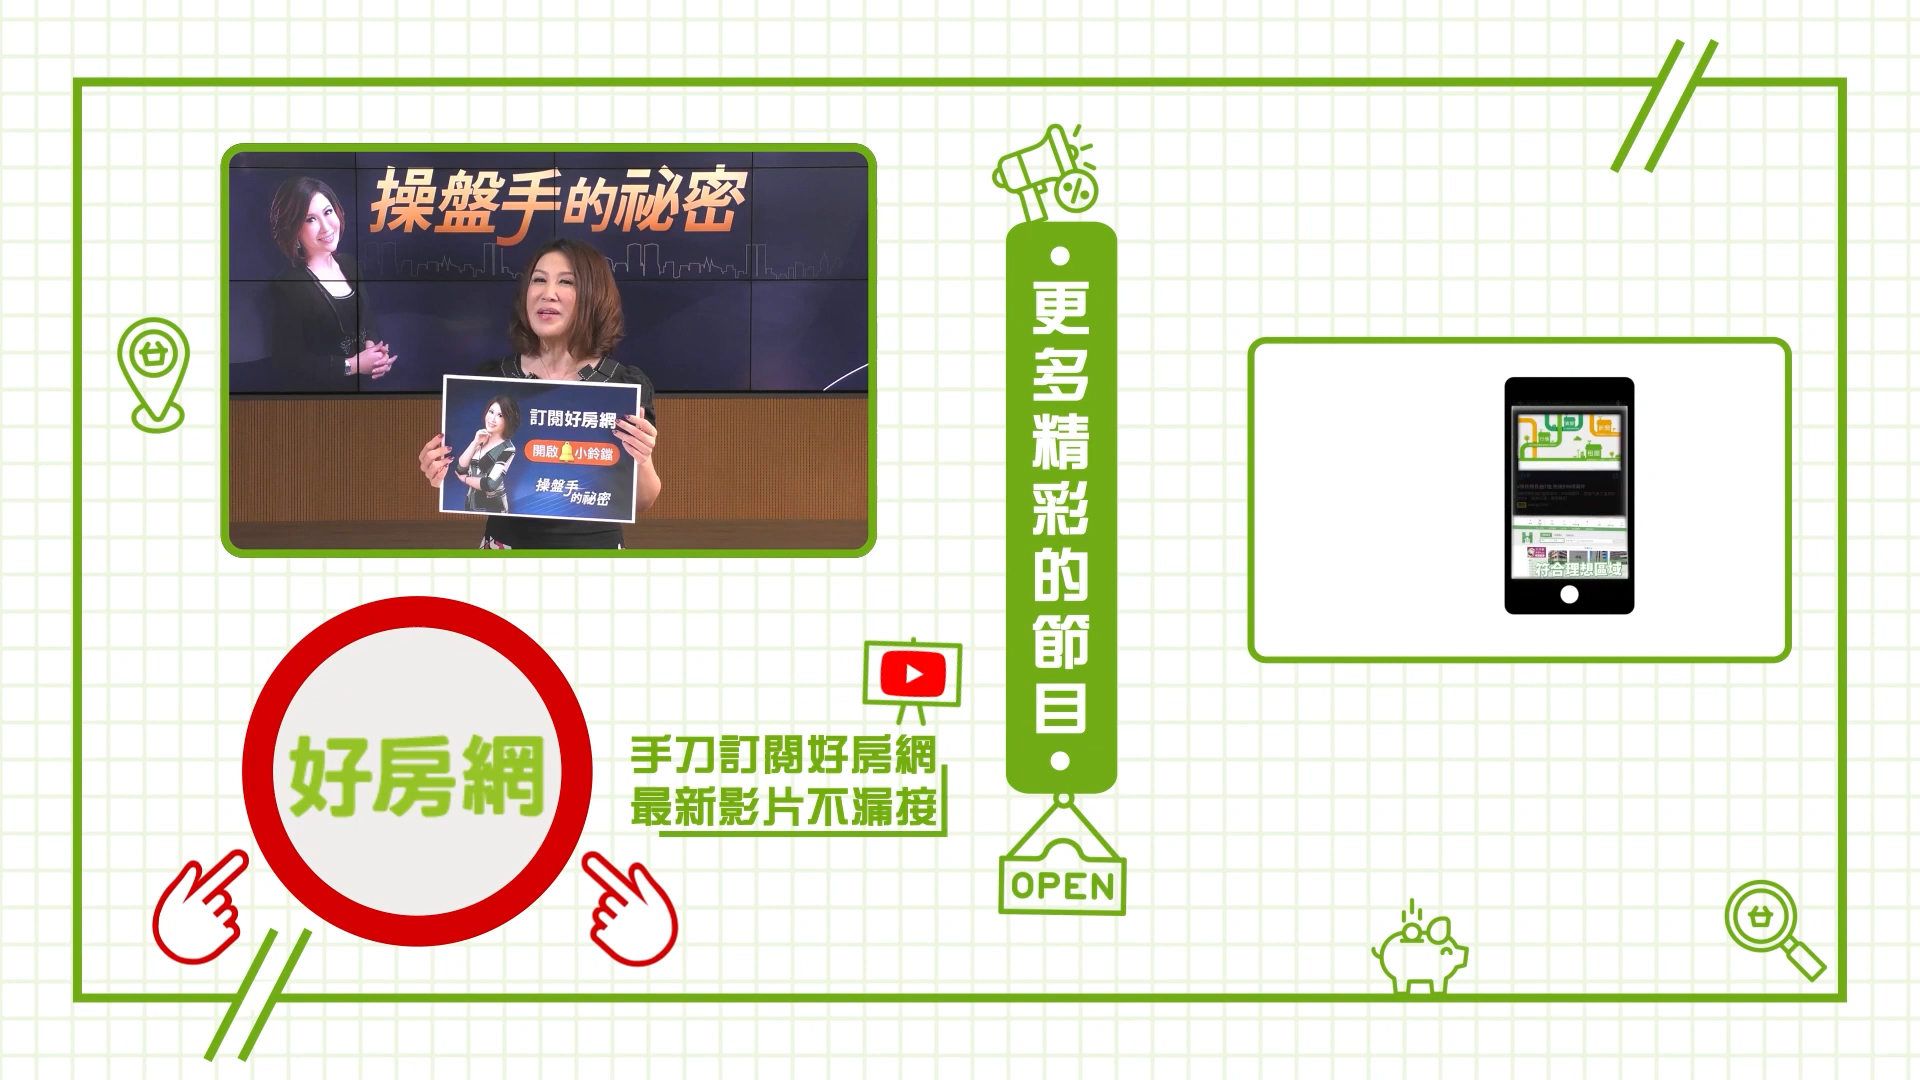 操盤手的祕密
訂閱好房網
開啟小鈴鐺
操盤手的祕密
好房網
手刀訂閱好房網
最新影片不漏接
更多精彩的節目
OPEN
符合理想區域